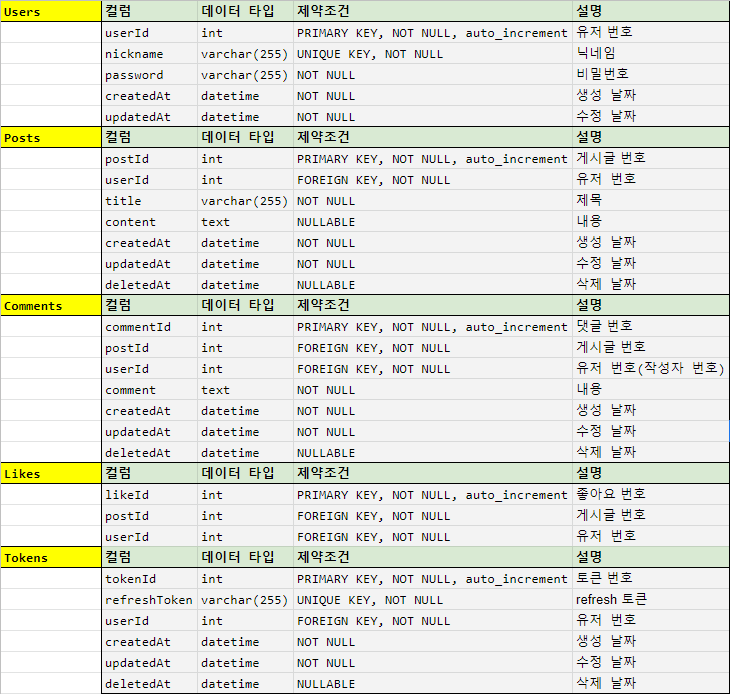 Users 컬럼 데이터 타입 제약조건 설명
userId int PRIMARY KEY, NOT NULL, auto_increment 유저 번호
nickname varchar(255) UNIQUE KEY, NOT NULL 닉네임
password varchar(255) NOT NULL 비밀번호
createdAt datetime NOT NULL 생성 날짜
updatedAt datetime NOT NULL 수정 날짜
Posts 컬럼 데이터 타입 제약조건 설명
postId int PRIMARY KEY, NOT NULL, auto_increment 게시글 번호
userId int FOREIGN KEY, NOT NULL 유저 번호
title varchar(255) NOT NULL 제목
content text NULLABLE 내용
createdAt datetime NOT NULL 생성 날짜
updatedAt datetime NOT NULL 수정 날짜
deletedAt datetime NULLABLE 삭제 날짜
Comments 컬럼 데이터 타입 제약조건 설명
commentId int PRIMARY KEY, NOT NULL, auto_increment 댓글 번호
postId int FOREIGN KEY, NOT NULL 게시글 번호
userId int FOREIGN KEY, NOT NULL 유저 번호(작성자 번호)
comment text NOT NULL 내용
createdAt datetime NOT NULL 생성 날짜
updatedAt datetime NOT NULL 수정 날짜
deletedAt datetime NULLABLE 삭제 날짜
Likes 컬럼 데이터 타입 제약조건 설명
likeId int PRIMARY KEY, NOT NULL, auto_increment 좋아요 번호
postId int FOREIGN KEY, NOT NULL 게시글 번호
userId int FOREIGN KEY, NOT NULL 유저 번호
Tokens 컬럼 데이터 타입 제약조건 설명
tokenId int PRIMARY KEY, NOT NULL, auto_increment 토큰 번호
refreshToken varchar(255) UNIQUE KEY, NOT NULL refresh 토큰
userId int FOREIGN KEY, NOT NULL 유저 번호
createdAt datetime NOT NULL 생성 날짜
updatedAt datetime NOT NULL 수정 날짜
deletedAt datetime NULLABLE 삭제 날짜